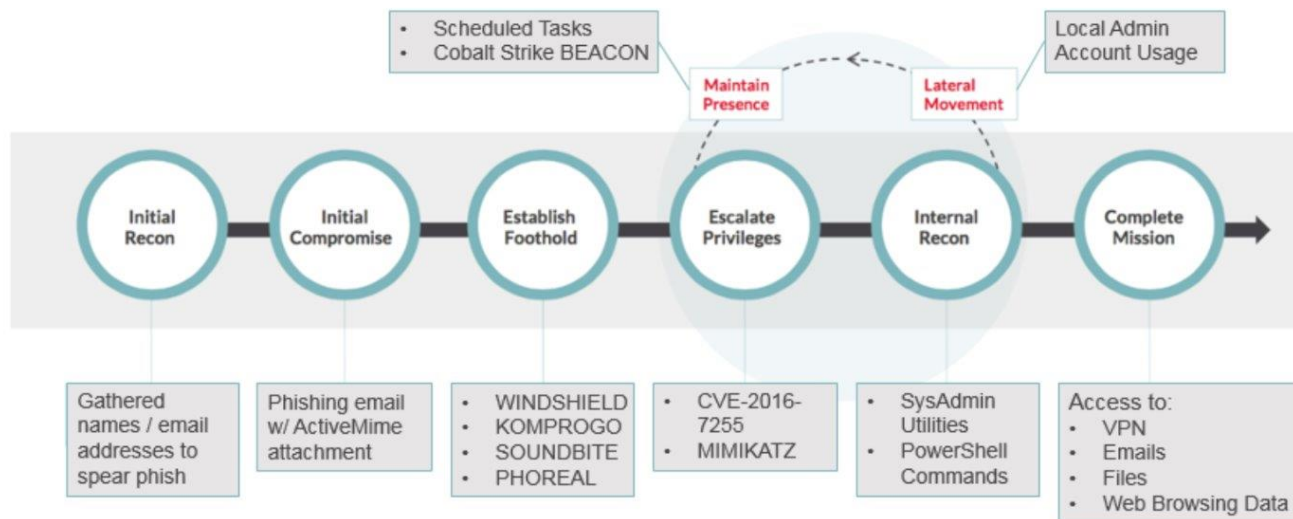 • Scheduled Tasks
• Cobalt Strike BEACON
Local Admin
Account Usage
Maintain
Presence
Lateral
Movement
Initial
Recon
Initial
Compromise
Establish
Foothold
Escalate
Privileges
Internal
Recon
Complete
Mission
Gathered
names / email
addresses to
spear phish
Phishing email
w/ ActiveMime
attachment
• WINDSHIELD
• KOMPROGO
• SOUNDBITE
• PHOREAL
• CVE-2016-
7255
• MIMIKATZ
• SysAdmin
Utilities
• PowerShell
Commands
Access to:
• VPN
• Emails
• Files
• Web Browsing Data